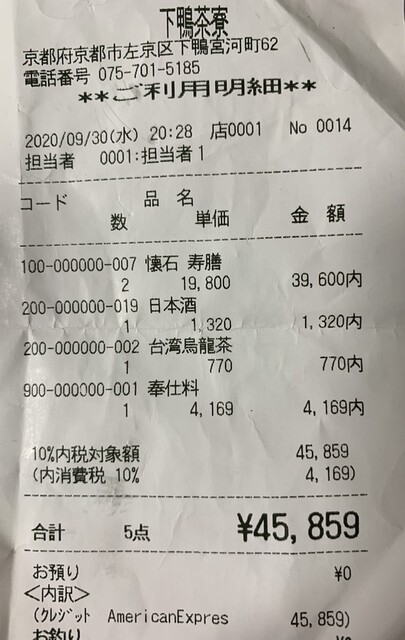 下鴨茶寮
京都府京都市左京区下鴨宮河町62
電話番号 075-701-5185
**ご利用明細**
2020/09/30(水) 20:28 店0001 No 0014
担当者 0001:担当者1
コード 品 名
数 単価 金 額
100-000000-007 懐石 寿膳
2 19,800 39,600内
200-000000-019 日本酒
1 1,320 1,320内
200-000000-002 台湾烏龍茶
1 770 770内
900-000000-001 奉仕料
1 4,169 4,169内
10%内税対象額 45,859
(内消費税 10% 4,169)
合計 5点 ¥45,859
お預り ¥0
<内訳>
(クレジット AmericanExpres 45,859)
お釣り ¥0